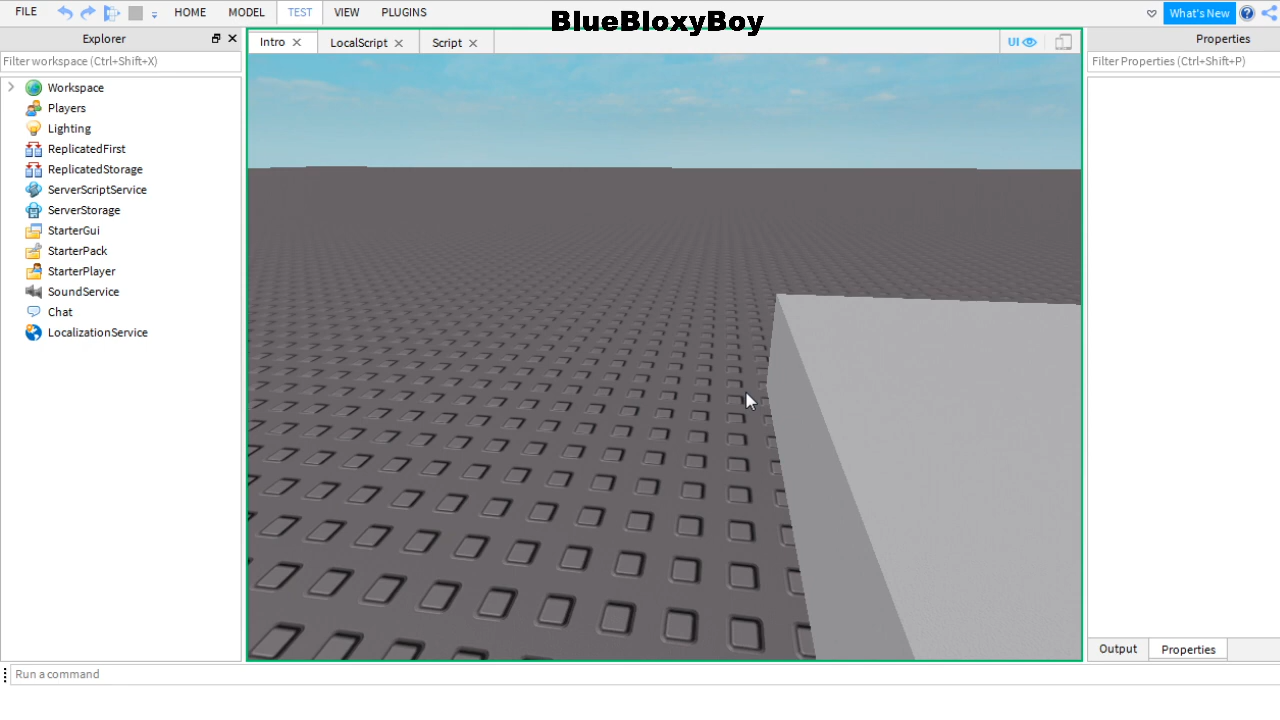 FILE HOME MODEL TEST VIEW PLUGINS BlueBloxyBoy What's New
Explorer
Filter workspace (Ctrl+Shift+X)
Workspace
Players
Lighting
ReplicatedFirst
ReplicatedStorage
ServerScriptService
ServerStorage
StarterGui
StarterPack
StarterPlayer
SoundService
Chat
LocalizationService
Intro LocalScript Script UI
Properties
Filter Properties (Ctrl+Shift+P)
Output Properties
Run a command